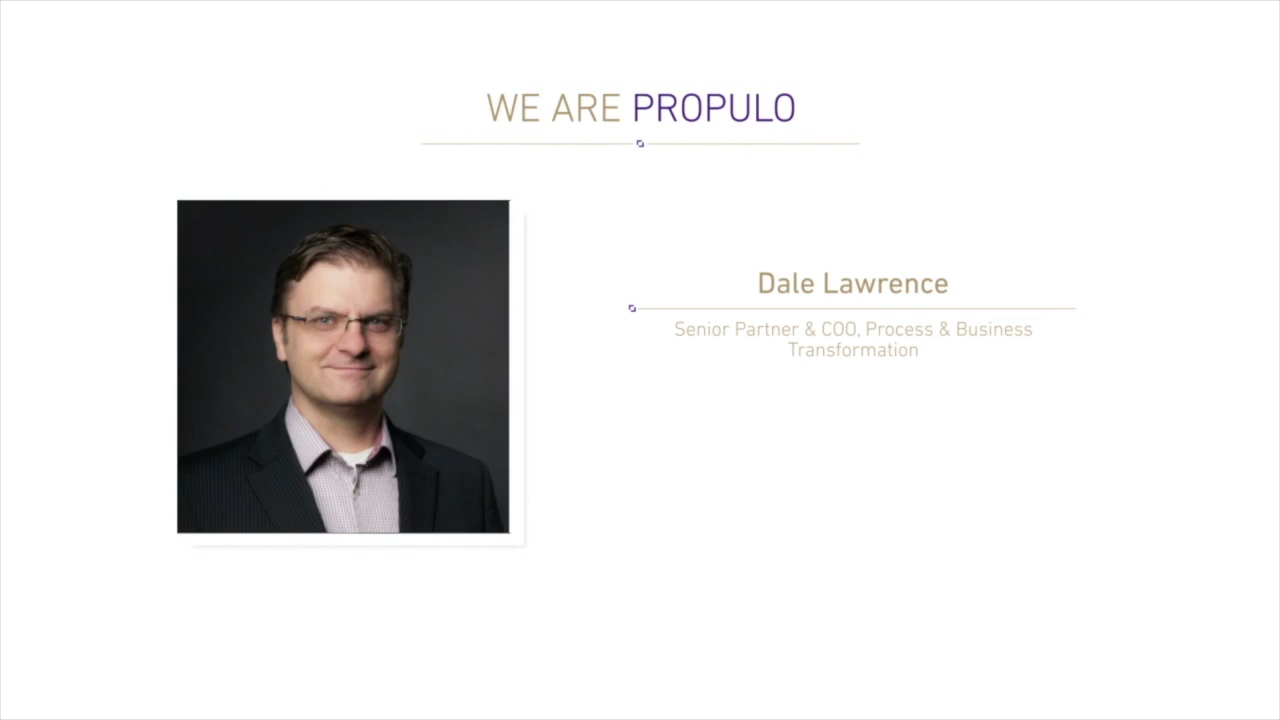 WE ARE PROPULO
Dale Lawrence
Senior Partner & COO, Process & Business
Transformation